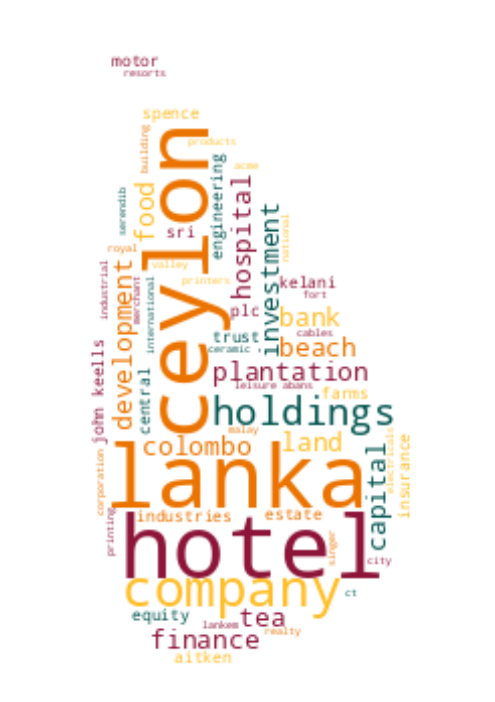 motor
resorts
spence
products
building
ceylon
engineering
acme
food
serendib
sri
hospital
investment
national
royal
valley
industrial
development
merchant
international
printers
kelani
fort
plc
bank
trust
cables
ceramic
beach
john keells
central
plantation
leisure abans
farms
holdings
malay
colombo
land
lanka
capital
electricals
insurance
corporation
printing
industries
estate
hotel
singer
city
company
ct
equity
lankem
tea
realty
finance
aitken